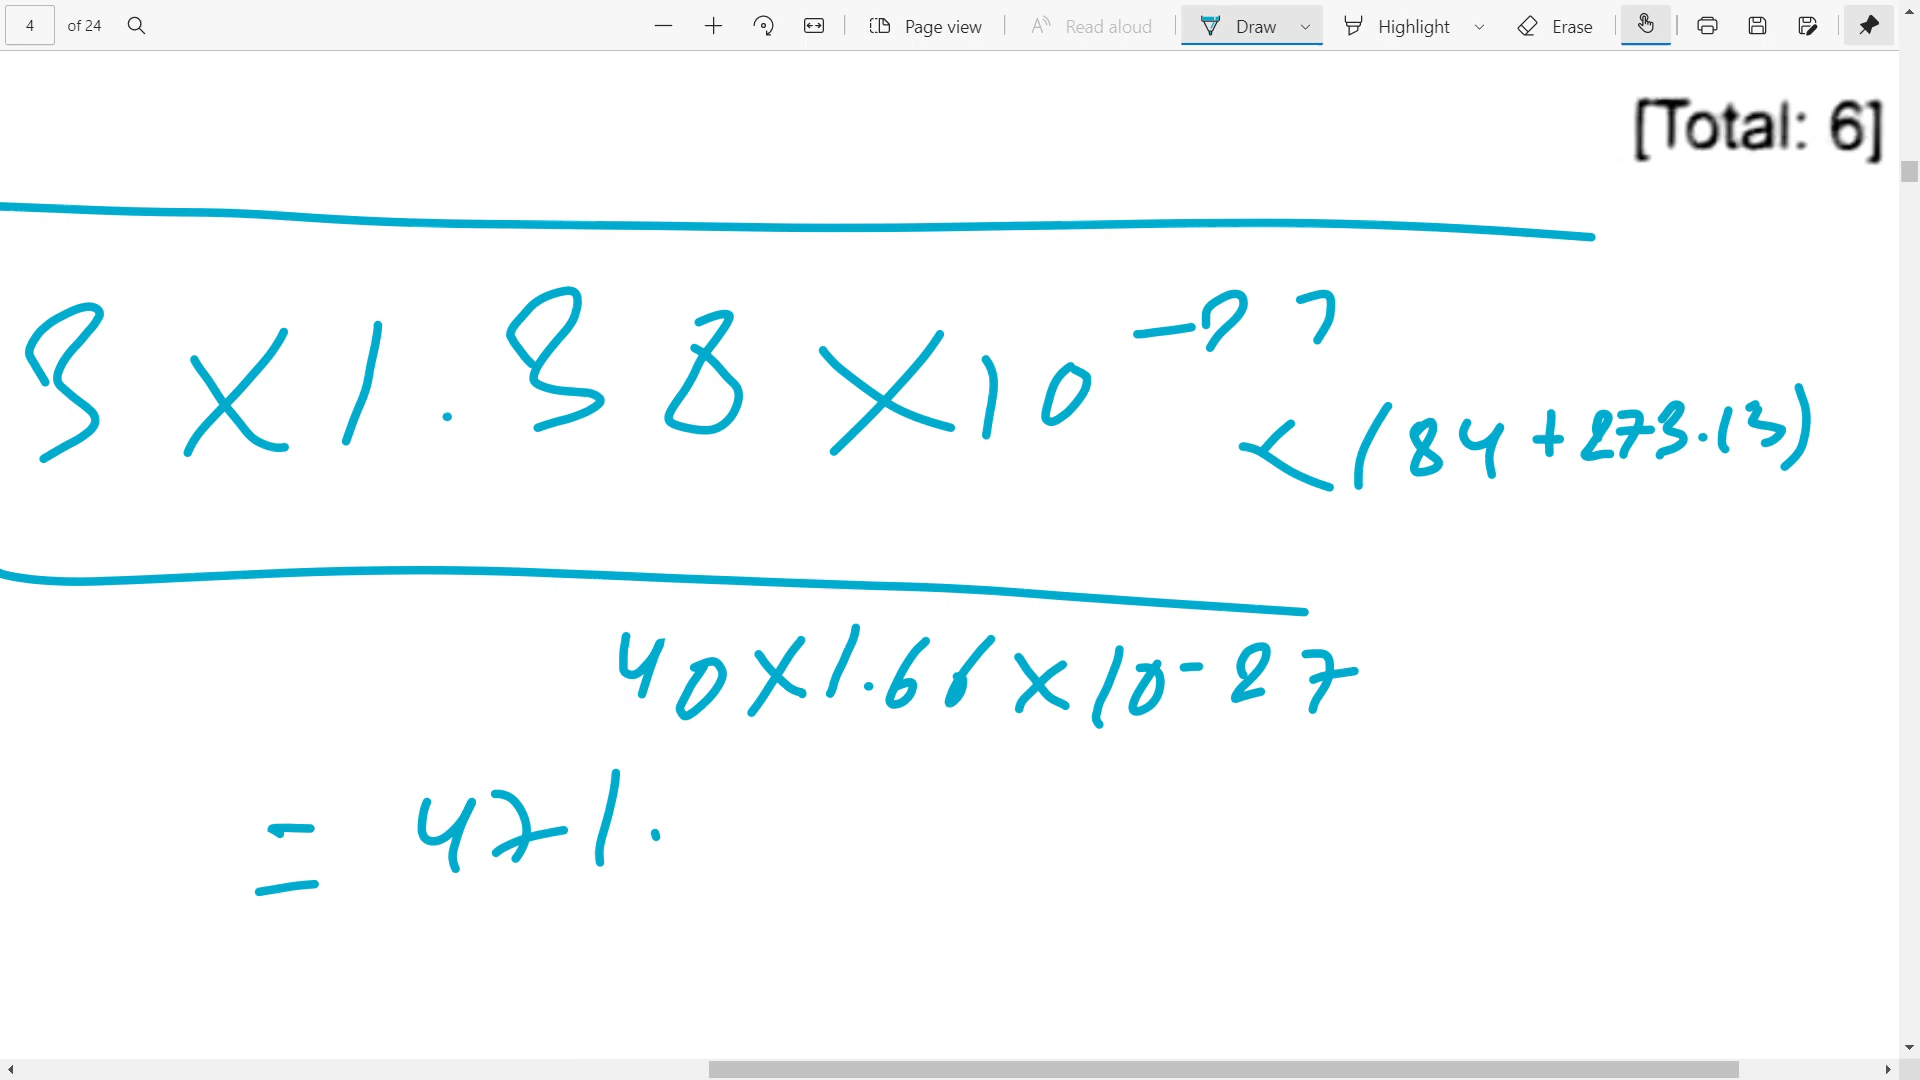 4 of 24 Page view Read aloud Draw Highlight Erase
[Total: 6]
3 × 1.38 × 10
× (84 + 273.13)
40 × 1.66 × 10 - 27
= 471.